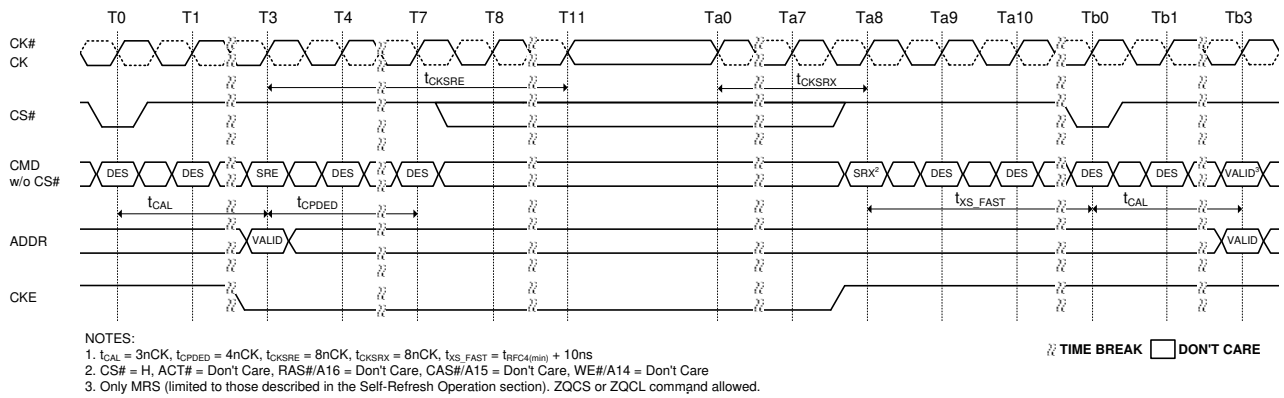 T0 T1 T3 T4 T7 T8 T11 Ta0 Ta7 Ta8 Ta9 Ta10 Tb0 Tb1 Tb3
CK#
CK
tCKSRE tCKSRX
CS#
CMD
w/o CS#
DES DES SRE DES DES SRX2 DES DES DES DES VALID3
tCAL tCPDED tXS_FAST tCAL
ADDR
VALID VALID
CKE
NOTES:
1. tCAL = 3nCK, tCPDED = 4nCK, tCKSRE = 8nCK, tCKSRX = 8nCK, tXS_FAST = tRFC4(min) + 10ns
2. CS# = H, ACT# = Don't Care, RAS#/A16 = Don't Care, CAS#/A15 = Don't Care, WE#/A14 = Don't Care
3. Only MRS (limited to those described in the Self-Refresh Operation section). ZQCS or ZQCL command allowed.
TIME BREAK DON'T CARE